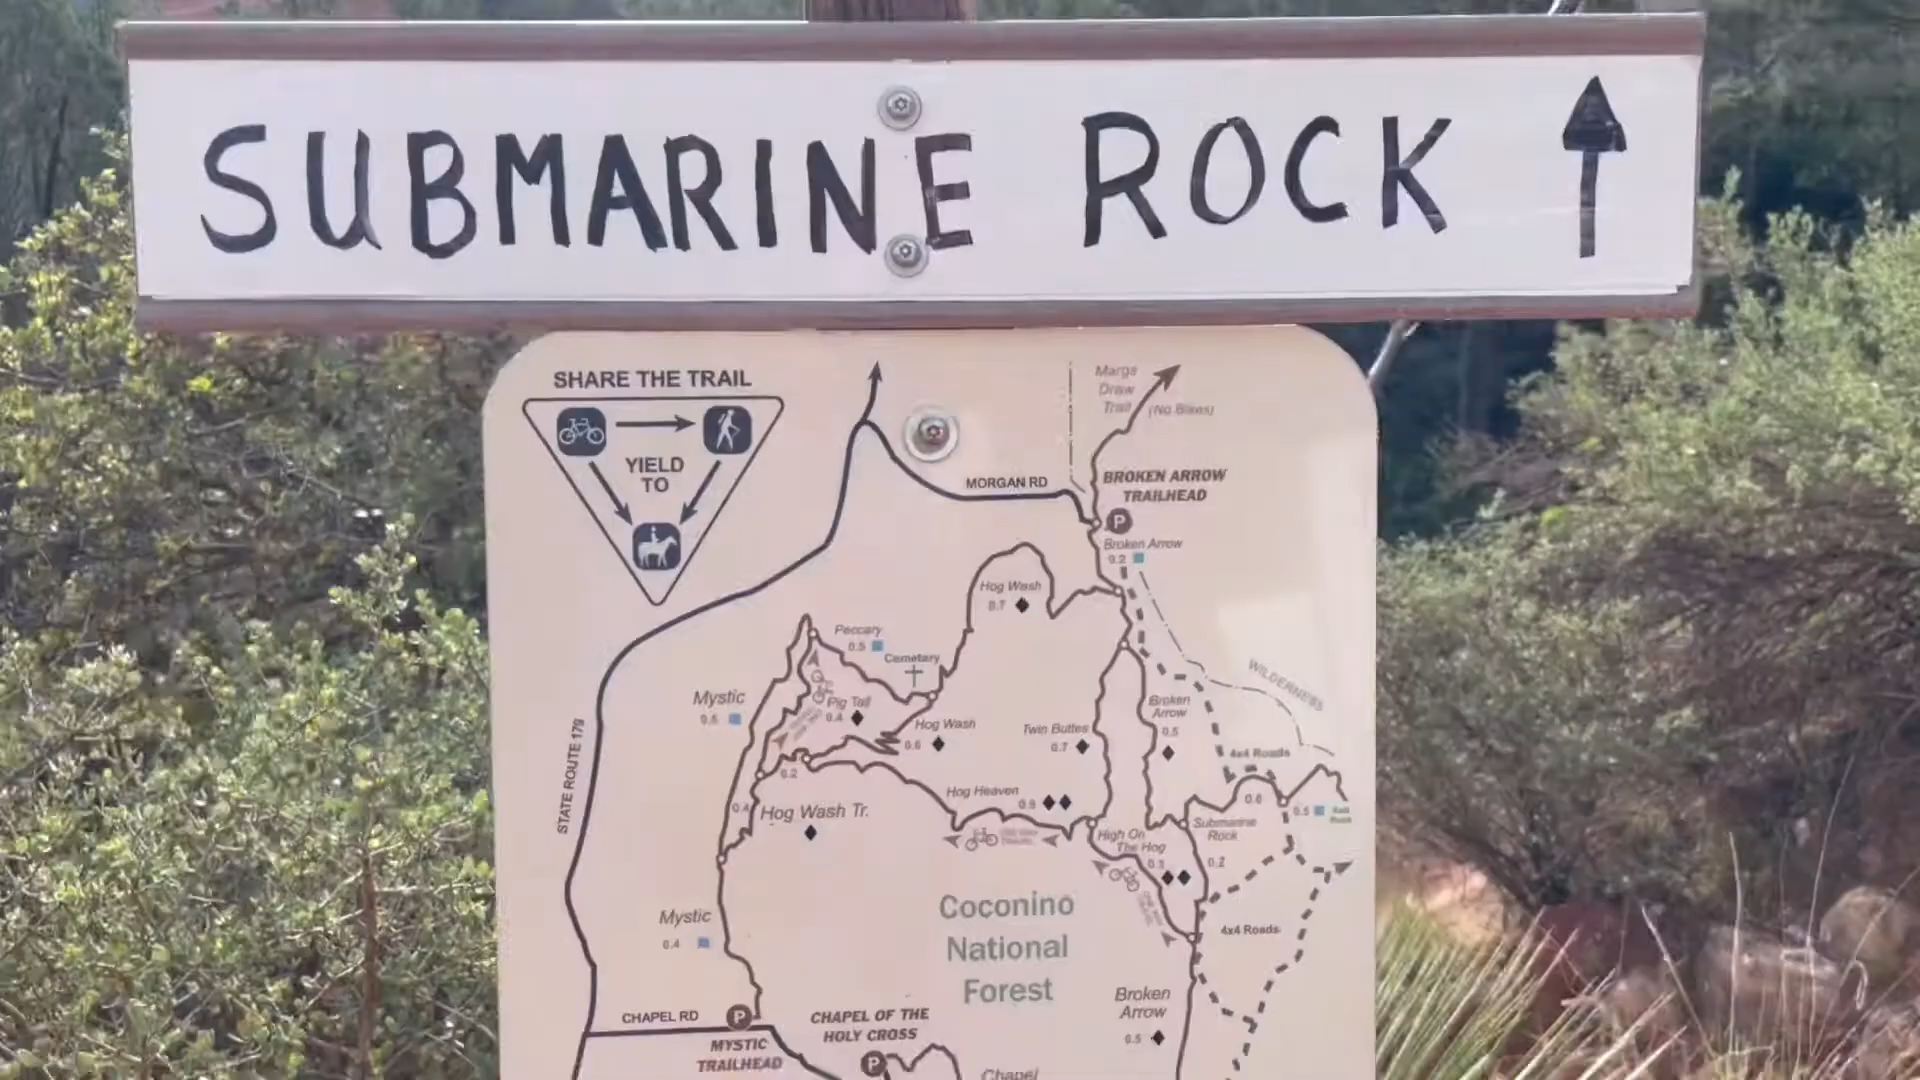 SUBMARINE ROCK
SHARE THE TRAIL
YIELD
TO
Margs
Draw
Trail
(No Bikes)
MORGAN RD
BROKEN ARROW
TRAILHEAD
P
Broken Arrow
0.2
Hog Wash
0.7
Peccary
0.5
Cemetary
Mystic
0.5
Pig Tail
0.4
Hog Wash
0.6
Twin Buttes
0.7
Broken
Arrow
0.5
WILDERNESS
4x4 Roads
STATE ROUTE 179
0.2
0.4
Hog Wash Tr.
Hog Heaven
0.9
0.6
0.5
Submarine
Rock
High On
The Hog
0.3
0.2
Coconino
National
Forest
4x4 Roads
Mystic
0.4
Broken
Arrow
0.5
CHAPEL RD
P
MYSTIC
TRAILHEAD
CHAPEL OF THE
HOLY CROSS
P
Chapel